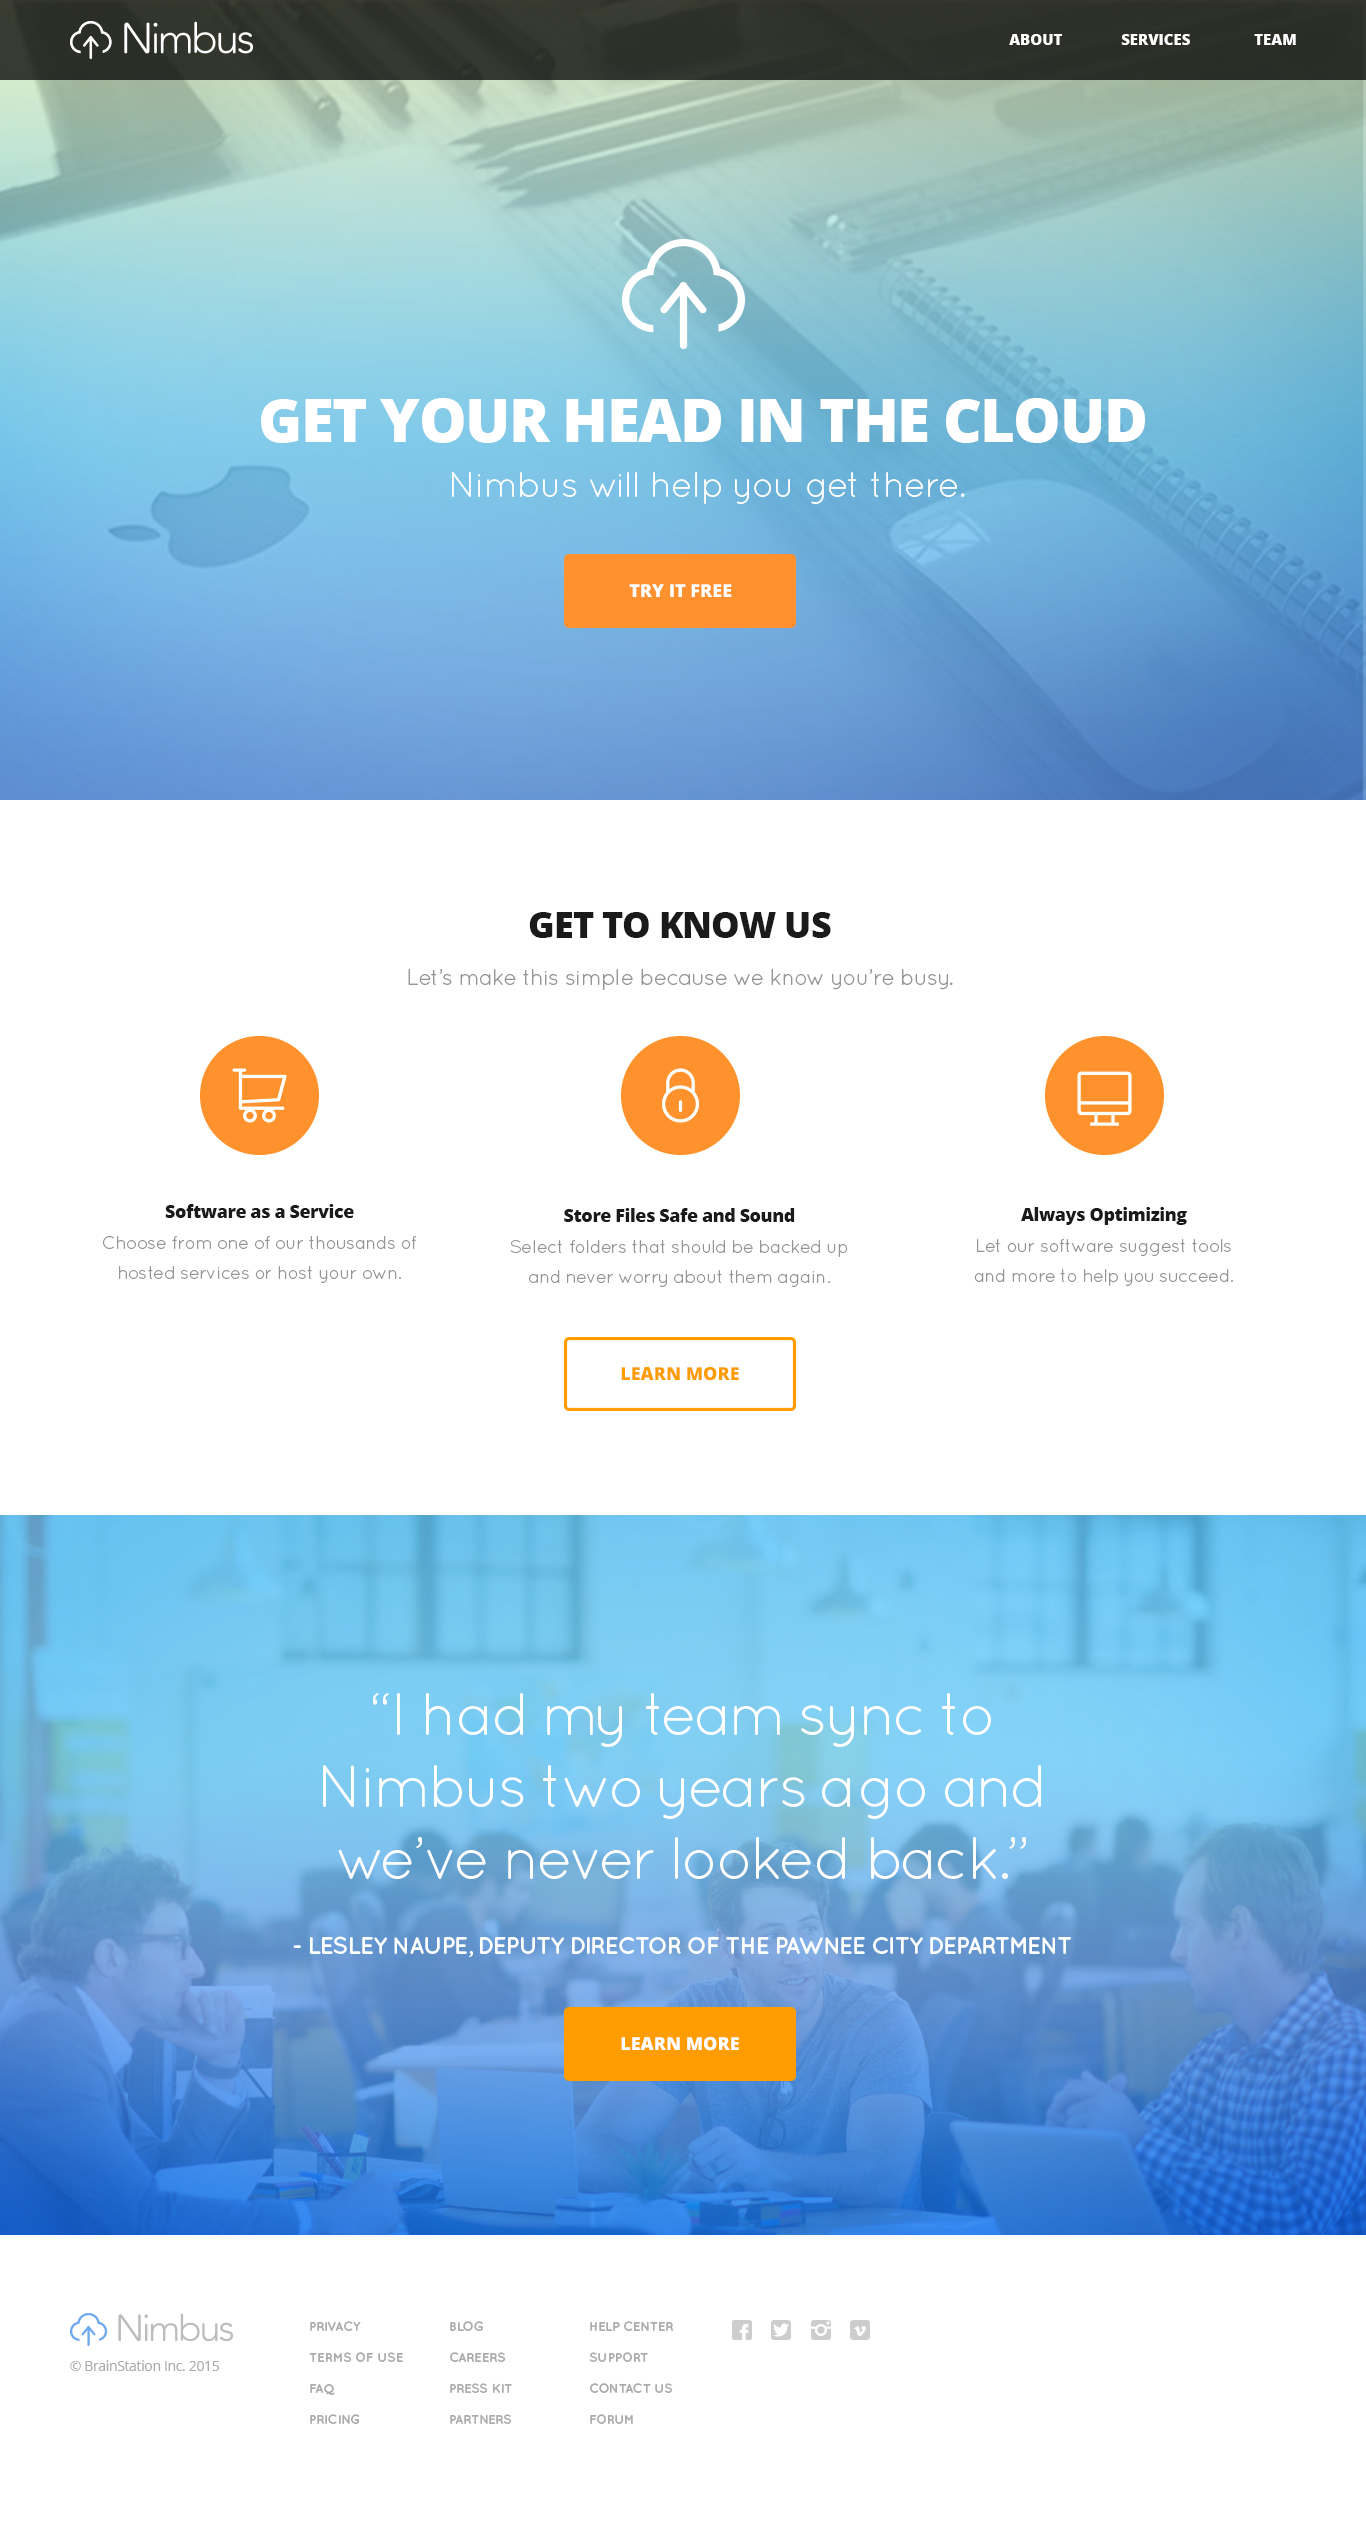 Nimbus
ABOUT SERVICES TEAM
GET YOUR HEAD IN THE CLOUD
Nimbus will help you get there.
TRY IT FREE
GET TO KNOW US
Let’s make this simple because we know you’re busy.
Software as a Service
Choose from one of our thousands of
hosted services or host your own.
Store Files Safe and Sound
Select folders that should be backed up
and never worry about them again.
Always Optimizing
Let our software suggest tools
and more to help you succeed.
LEARN MORE
“I had my team sync to
Nimbus two years ago and
we’ve never looked back.”
- LESLEY NAUPE, DEPUTY DIRECTOR OF THE PAWNEE CITY DEPARTMENT
LEARN MORE
Nimbus
© BrainStation Inc. 2015
PRIVACY
TERMS OF USE
FAQ
PRICING
BLOG
CAREERS
PRESS KIT
PARTNERS
HELP CENTER
SUPPORT
CONTACT US
FORUM